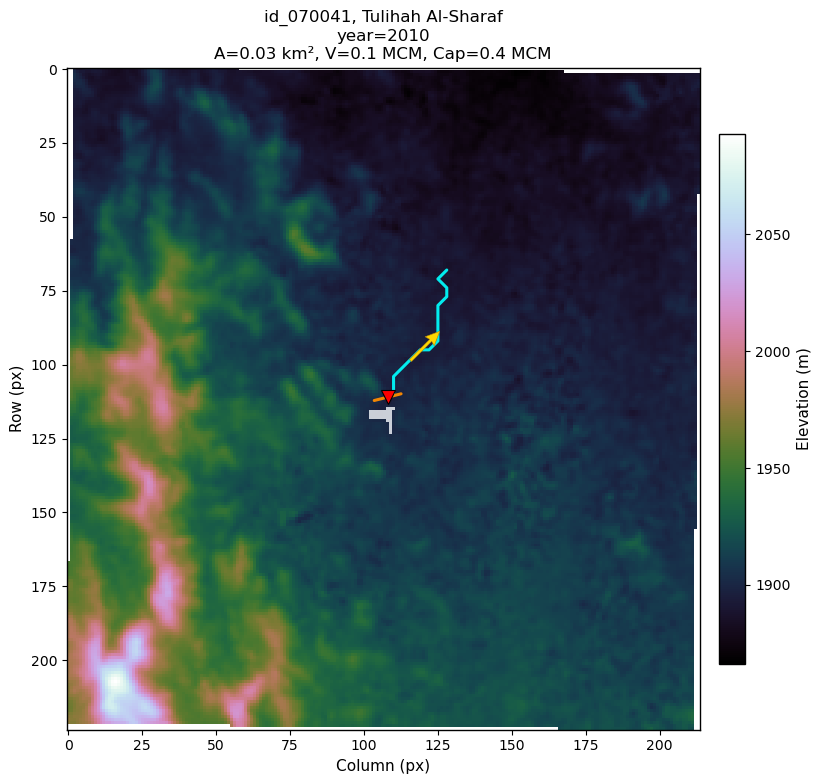 id_070041, Tulihah Al-Sharaf
year=2010
A=0.03 km², V=0.1 MCM, Cap=0.4 MCM
0
25
50
75
100
125
150
175
200
Row (px)
0 25 50 75 100 125 150 175 200
Column (px)
2050
2000
1950
1900
Elevation (m)